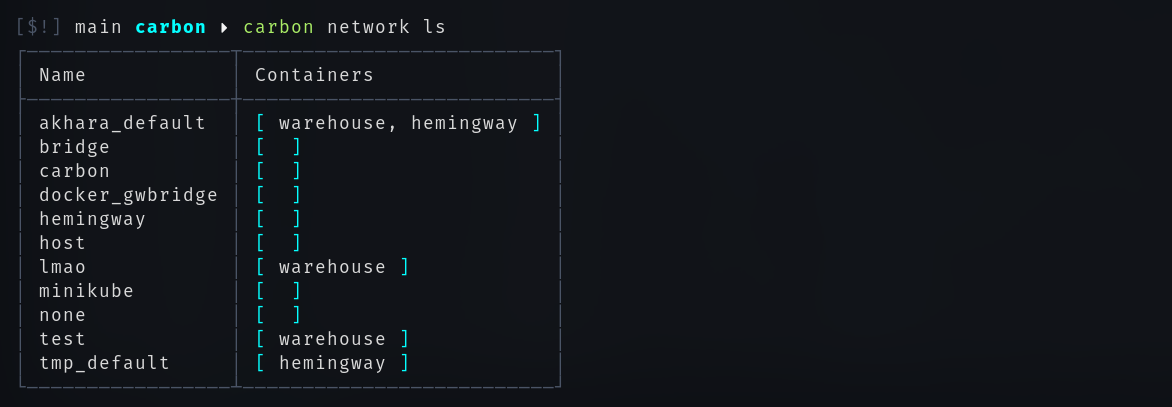 [$!] main carbon ▸ carbon network ls
Name Containers
akhara_default [ warehouse, hemingway ]
bridge [ ]
carbon [ ]
docker_gwbridge [ ]
hemingway [ ]
host [ ]
lmao [ warehouse ]
minikube [ ]
none [ ]
test [ warehouse ]
tmp_default [ hemingway ]